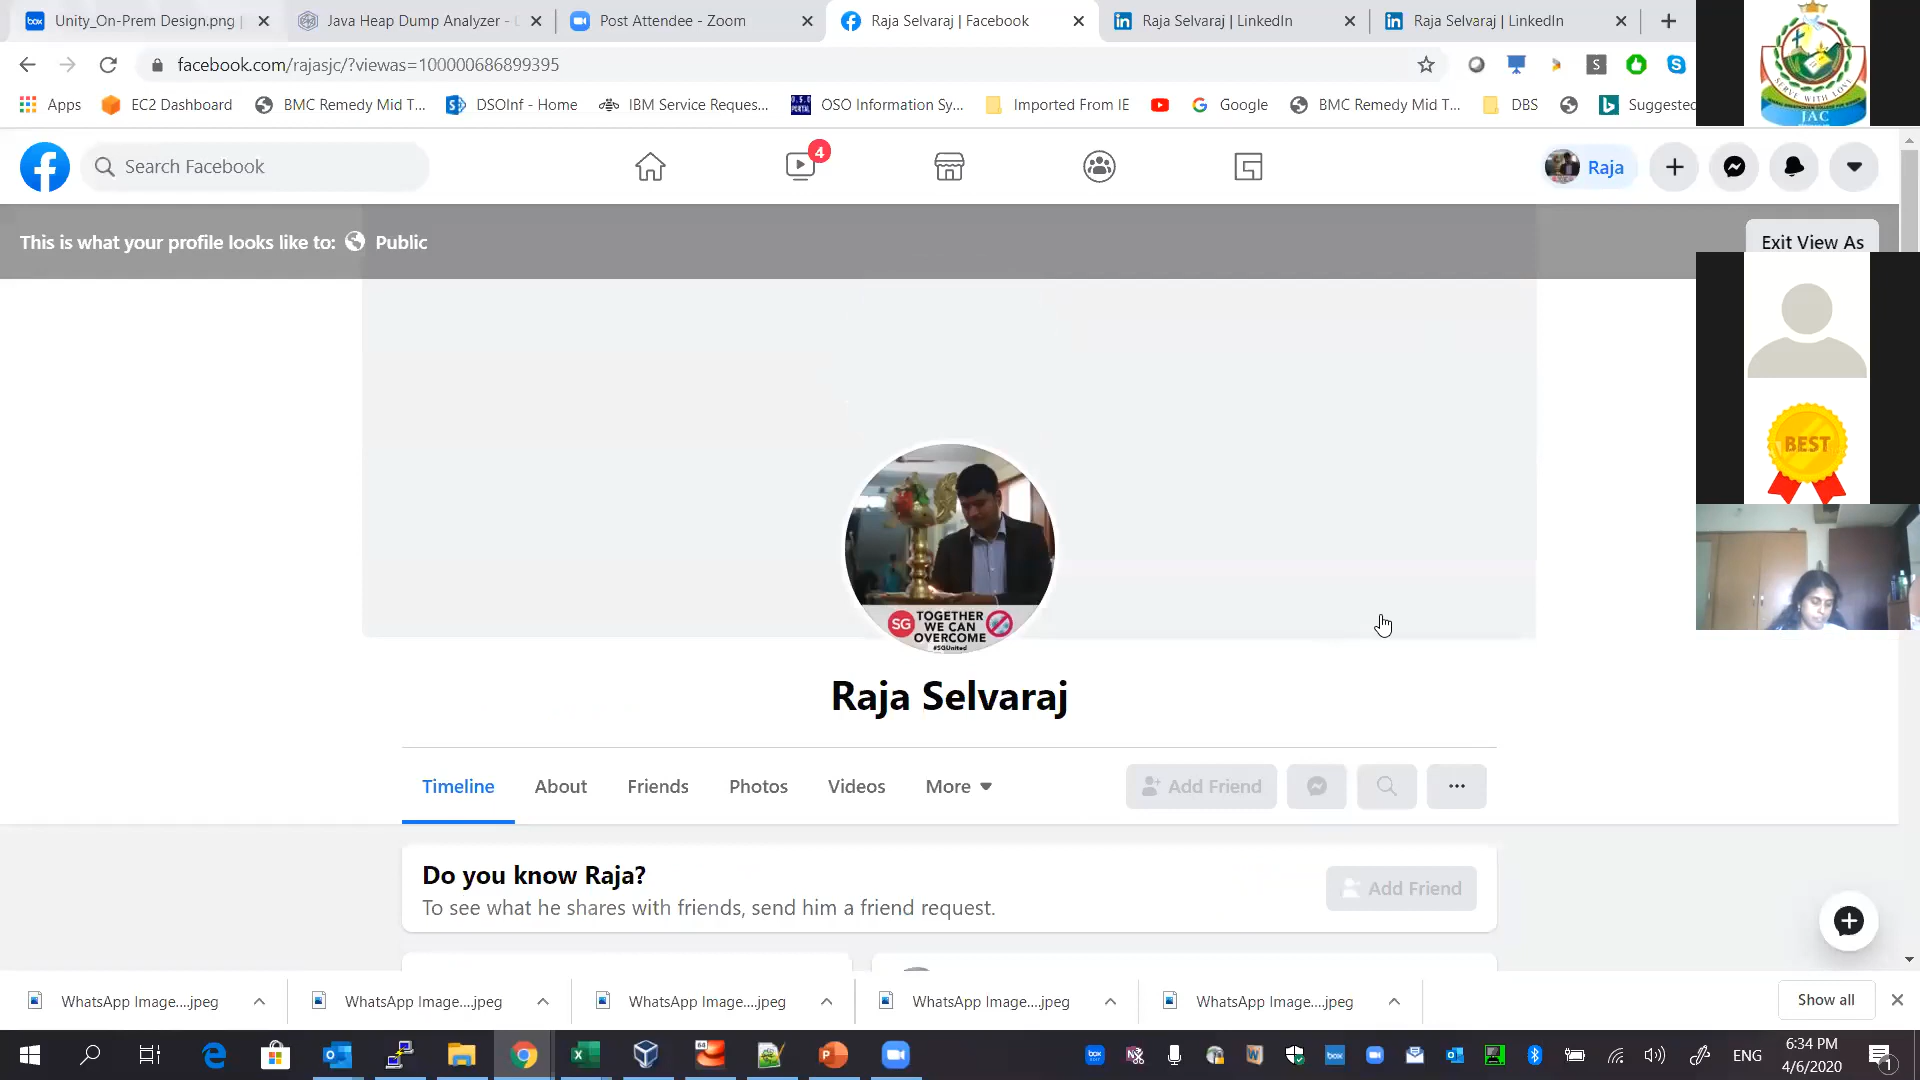 Unity_On-Prem Design.png |
Java Heap Dump Analyzer -
Post Attendee - Zoom
Raja Selvaraj | Facebook
Raja Selvaraj | LinkedIn
Raja Selvaraj | LinkedIn
facebook.com/rajasjc/?viewas=100000686899395
Apps
EC2 Dashboard
BMC Remedy Mid T...
DSOInf - Home
IBM Service Reques...
OSO Information Sy...
Imported From IE
Google
BMC Remedy Mid T...
DBS
Suggested
SERVE WITH LOVE
JAC
Search Facebook
4
Raja
This is what your profile looks like to: Public
Exit View As
BEST
SG TOGETHER
WE CAN
OVERCOME
#SGUnited
Raja Selvaraj
Timeline
About
Friends
Photos
Videos
More
Add Friend
Do you know Raja?
To see what he shares with friends, send him a friend request.
Add Friend
WhatsApp Image....jpeg
WhatsApp Image....jpeg
WhatsApp Image....jpeg
WhatsApp Image....jpeg
WhatsApp Image....jpeg
Show all
ENG
6:34 PM
4/6/2020
1